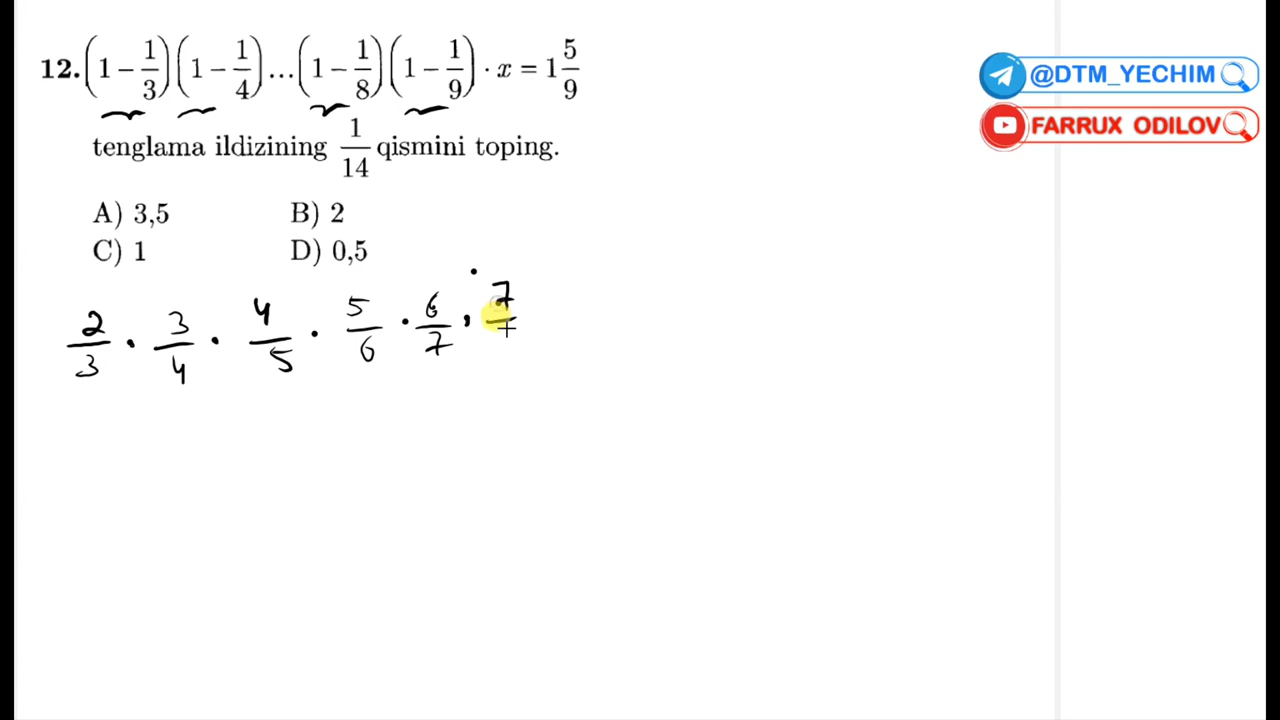 12. (1 − 1/3)(1 − 1/4)...(1 − 1/8)(1 − 1/9) · x = 1 5/9
tenglama ildizining 1/14 qismini toping.
A) 3,5 B) 2
C) 1 D) 0,5
2/3 · 3/4 · 4/5 · 5/6 · 6/7 · 7/
@DTM_YECHIM
FARRUX ODILOV